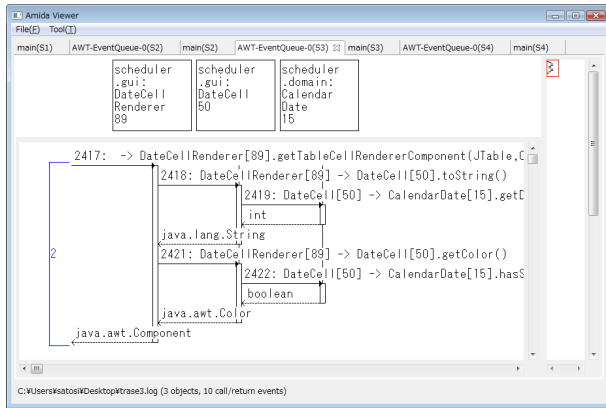 Amida Viewer
File(F) Tool(T)
main(S1) AWT-EventQueue-0(S2) main(S2) AWT-EventQueue-0(S3) main(S3) AWT-EventQueue-0(S4) main(S4)
scheduler
.gui:
DateCell
Renderer
89
scheduler
.gui:
DateCell
50
scheduler
.domain:
Calendar
Date
15
2417: -> DateCellRenderer[89].getTableCellRendererComponent(JTable,
2418: DateCellRenderer[89] -> DateCell[50].toString()
2419: DateCell[50] -> CalendarDate[15].getD
int
java.lang.String
2
2421: DateCellRenderer[89] -> DateCell[50].getColor()
2422: DateCell[50] -> CalendarDate[15].hasS
boolean
java.awt.Color
java.awt.Component
C:¥Users¥satosi¥Desktop¥trase3.log (3 objects, 10 call/return events)